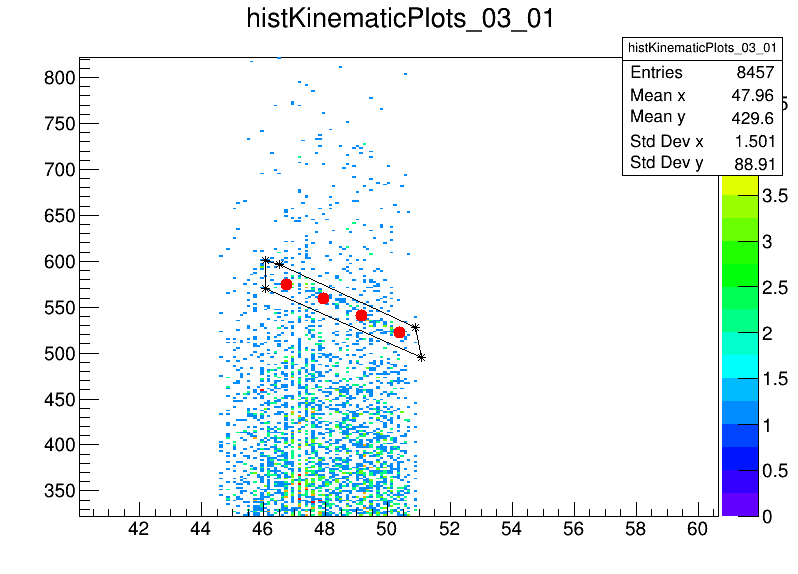 histKinematicPlots_03_01
histKinematicPlots_03_01
Entries 8457
Mean x 47.96
Mean y 429.6
Std Dev x 1.501
Std Dev y 88.91
800
750
700
650
600
550
500
450
400
350
42 44 46 48 50 52 54 56 58 60
5
3.5
3
2.5
2
1.5
1
0.5
0